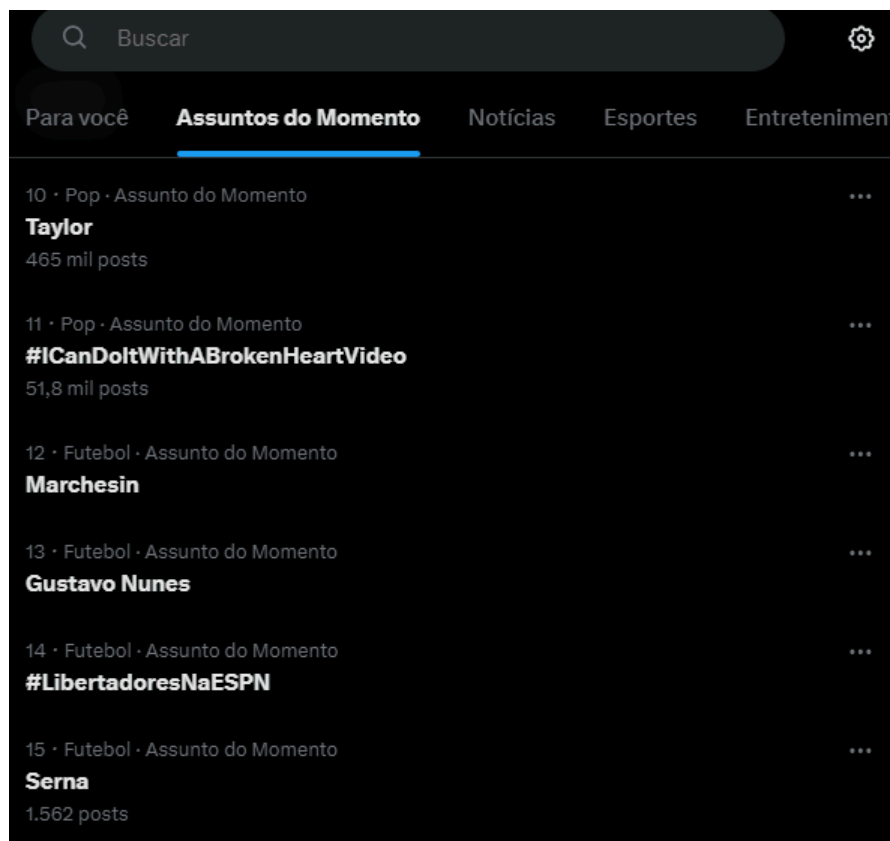 Buscar
Para você Assuntos do Momento Notícias Esportes Entretenimen
10 · Pop · Assunto do Momento
Taylor
465 mil posts
11 · Pop · Assunto do Momento
#ICanDoItWithABrokenHeartVideo
51,8 mil posts
12 · Futebol · Assunto do Momento
Marchesin
13 · Futebol · Assunto do Momento
Gustavo Nunes
14 · Futebol · Assunto do Momento
#LibertadoresNaESPN
15 · Futebol · Assunto do Momento
Serna
1.562 posts